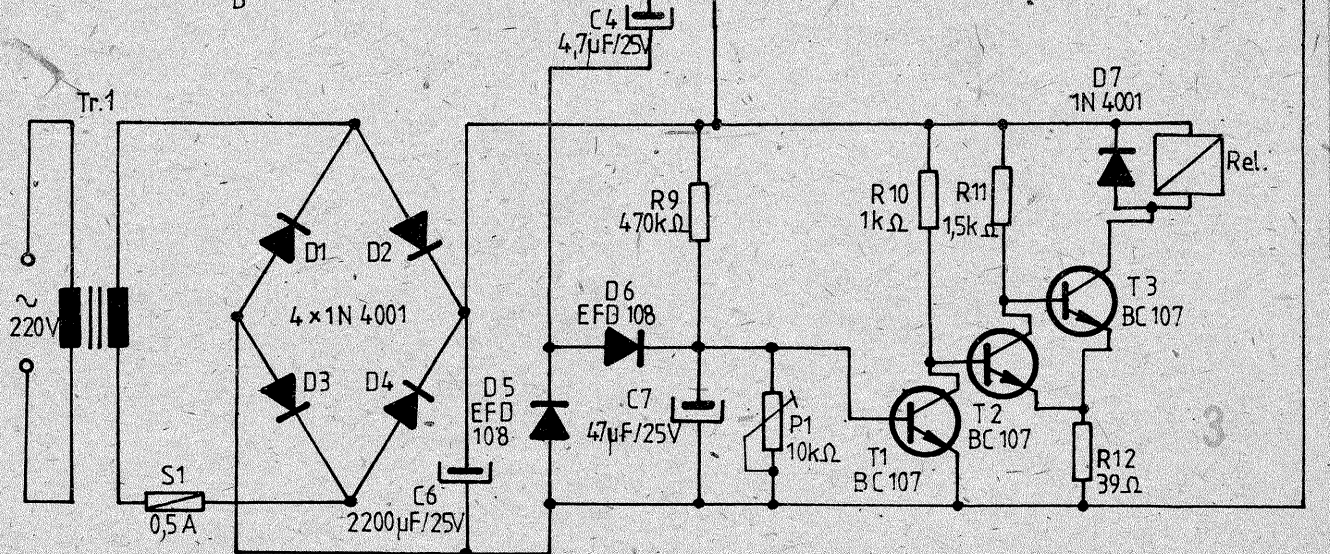 C4
4,7µF/25V
Tr.1
D7
1N 4001
Rel.
R9
470kΩ
R10
1kΩ
R11
1,5kΩ
D1
D2
4×1N 4001
D6
EFD 108
T3
BC 107
~
220V
D3
D4
D5
EFD
108
C7
47µF/25V
P1
10kΩ
T2
BC 107
T1
BC 107
R12
39Ω
3
S1
0,5 A
C6
2200µF/25V